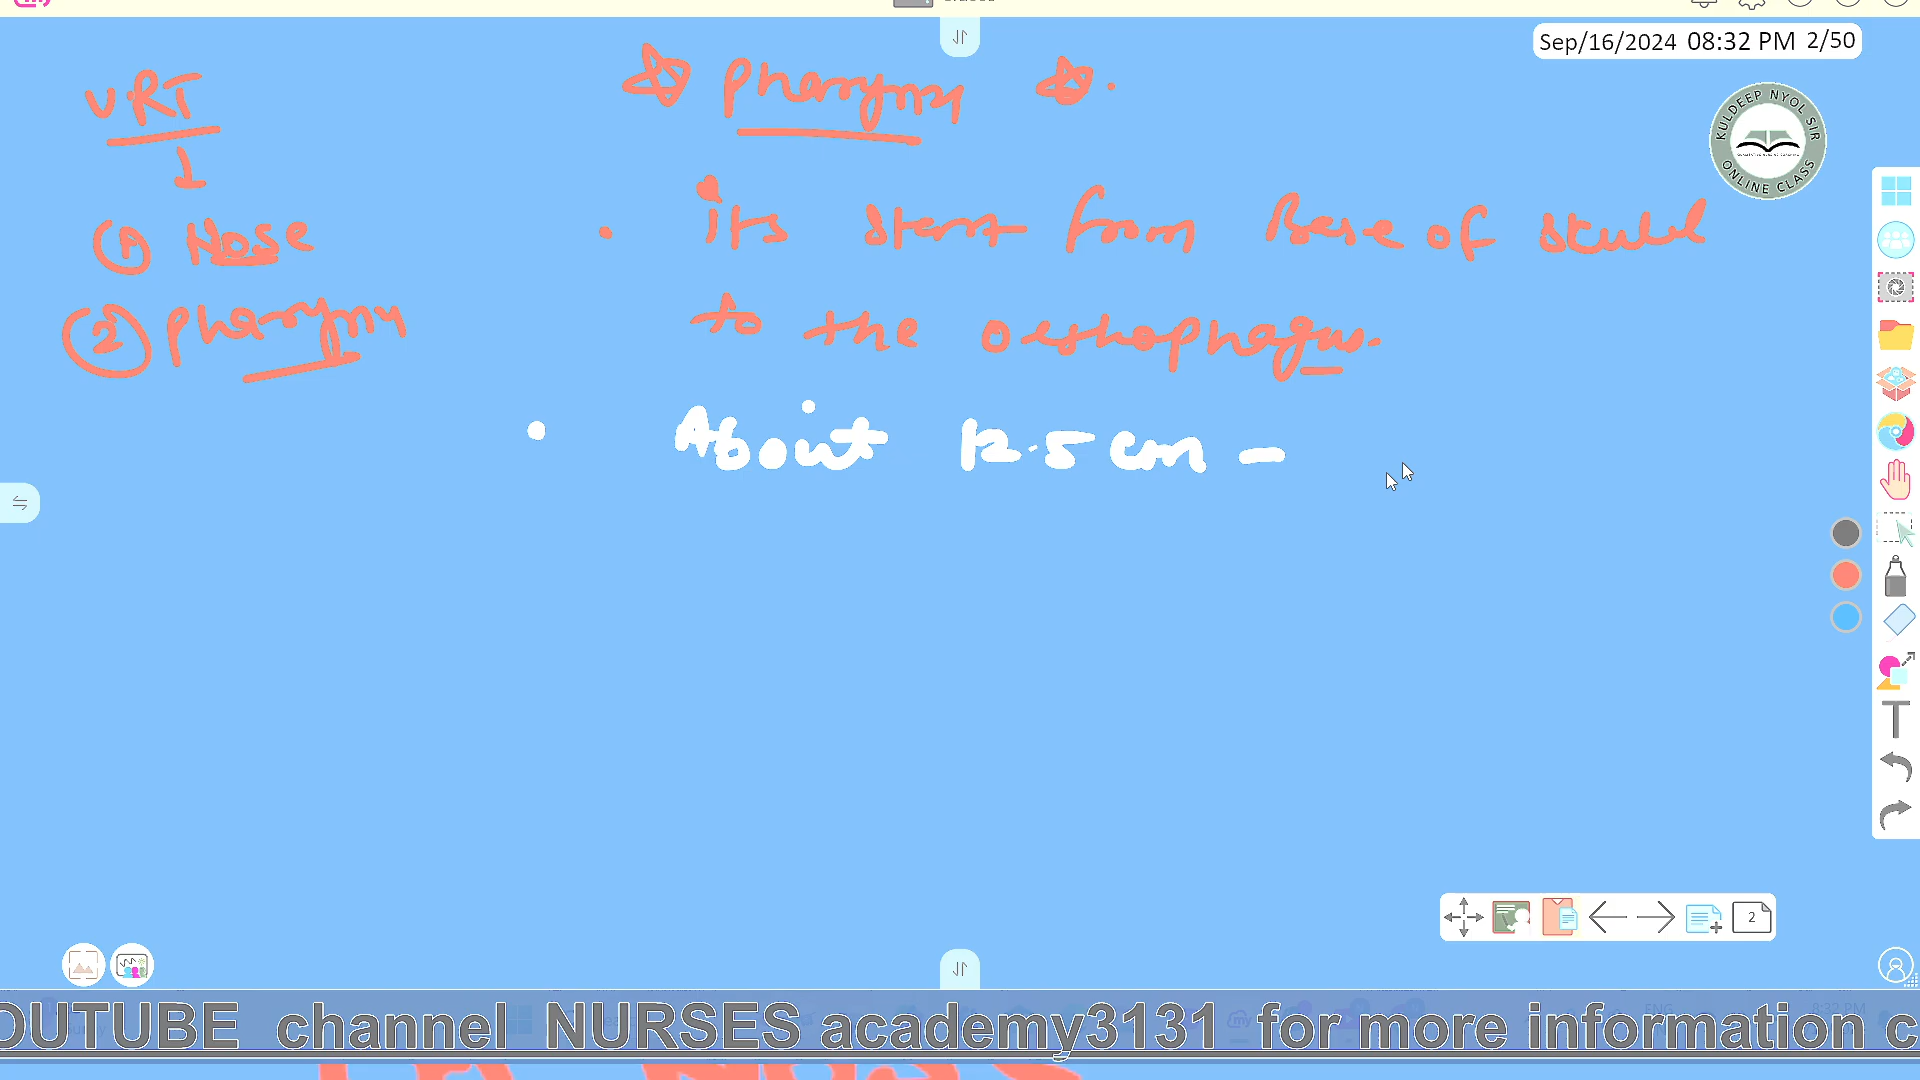 Sep/16/2024 08:32 PM 2/50
KULDEEP NYOL SIR
ONLINE CLASS
URT
① Nose
② Pharynx
Pharynx
• Its start from Base of skull
to the oesthophagus.
• About 12.5 cm -
2
OUTUBE channel NURSES academy3131 for more information c